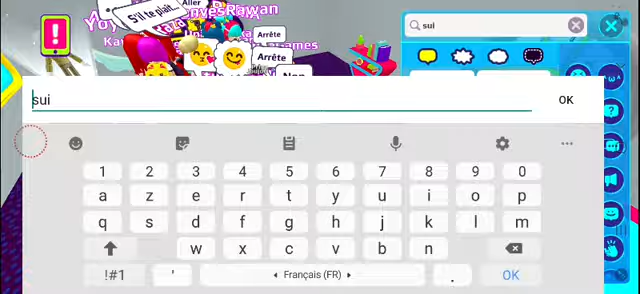 S'il te plait...
Aller
Rayan
Arrête
Arrête
Non
sui
sui
OK
1 2 3 4 5 6 7 8 9 0
a z e r t y u i o p
q s d f g h j k l m
w x c v b n
!#1 ' Français (FR) . OK